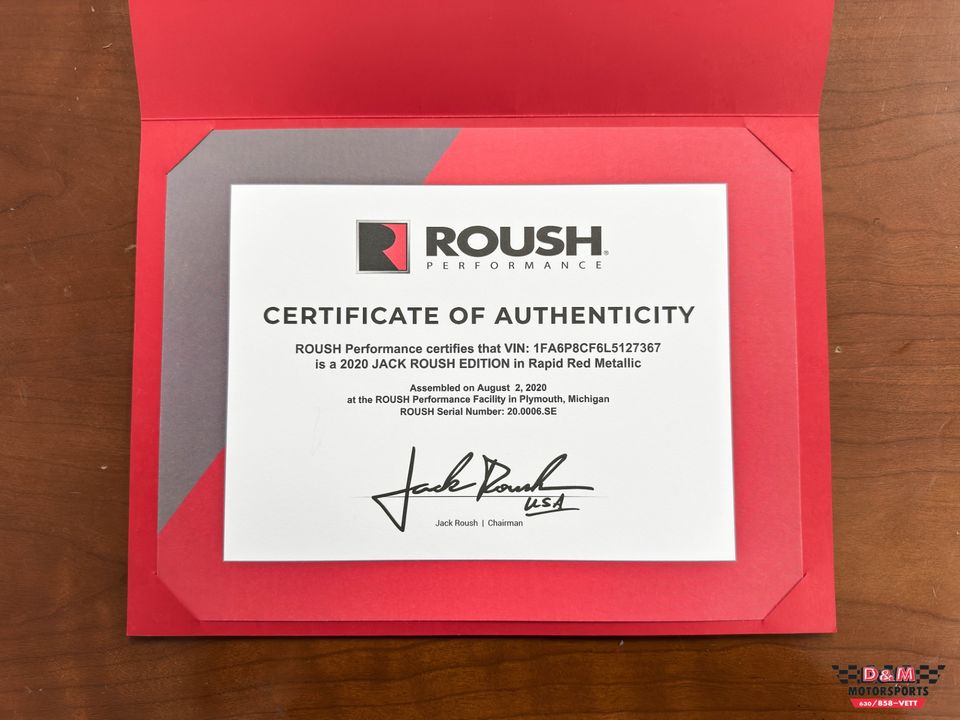 R ROUSH®
PERFORMANCE
CERTIFICATE OF AUTHENTICITY
ROUSH Performance certifies that VIN: 1FA6P8CF6L5127367
is a 2020 JACK ROUSH EDITION in Rapid Red Metallic
Assembled on August 2, 2020
at the ROUSH Performance Facility in Plymouth, Michigan
ROUSH Serial Number: 20.0006.SE
Jack Roush
USA
Jack Roush | Chairman
D&M
MOTORSPORTS
630/858-VETT